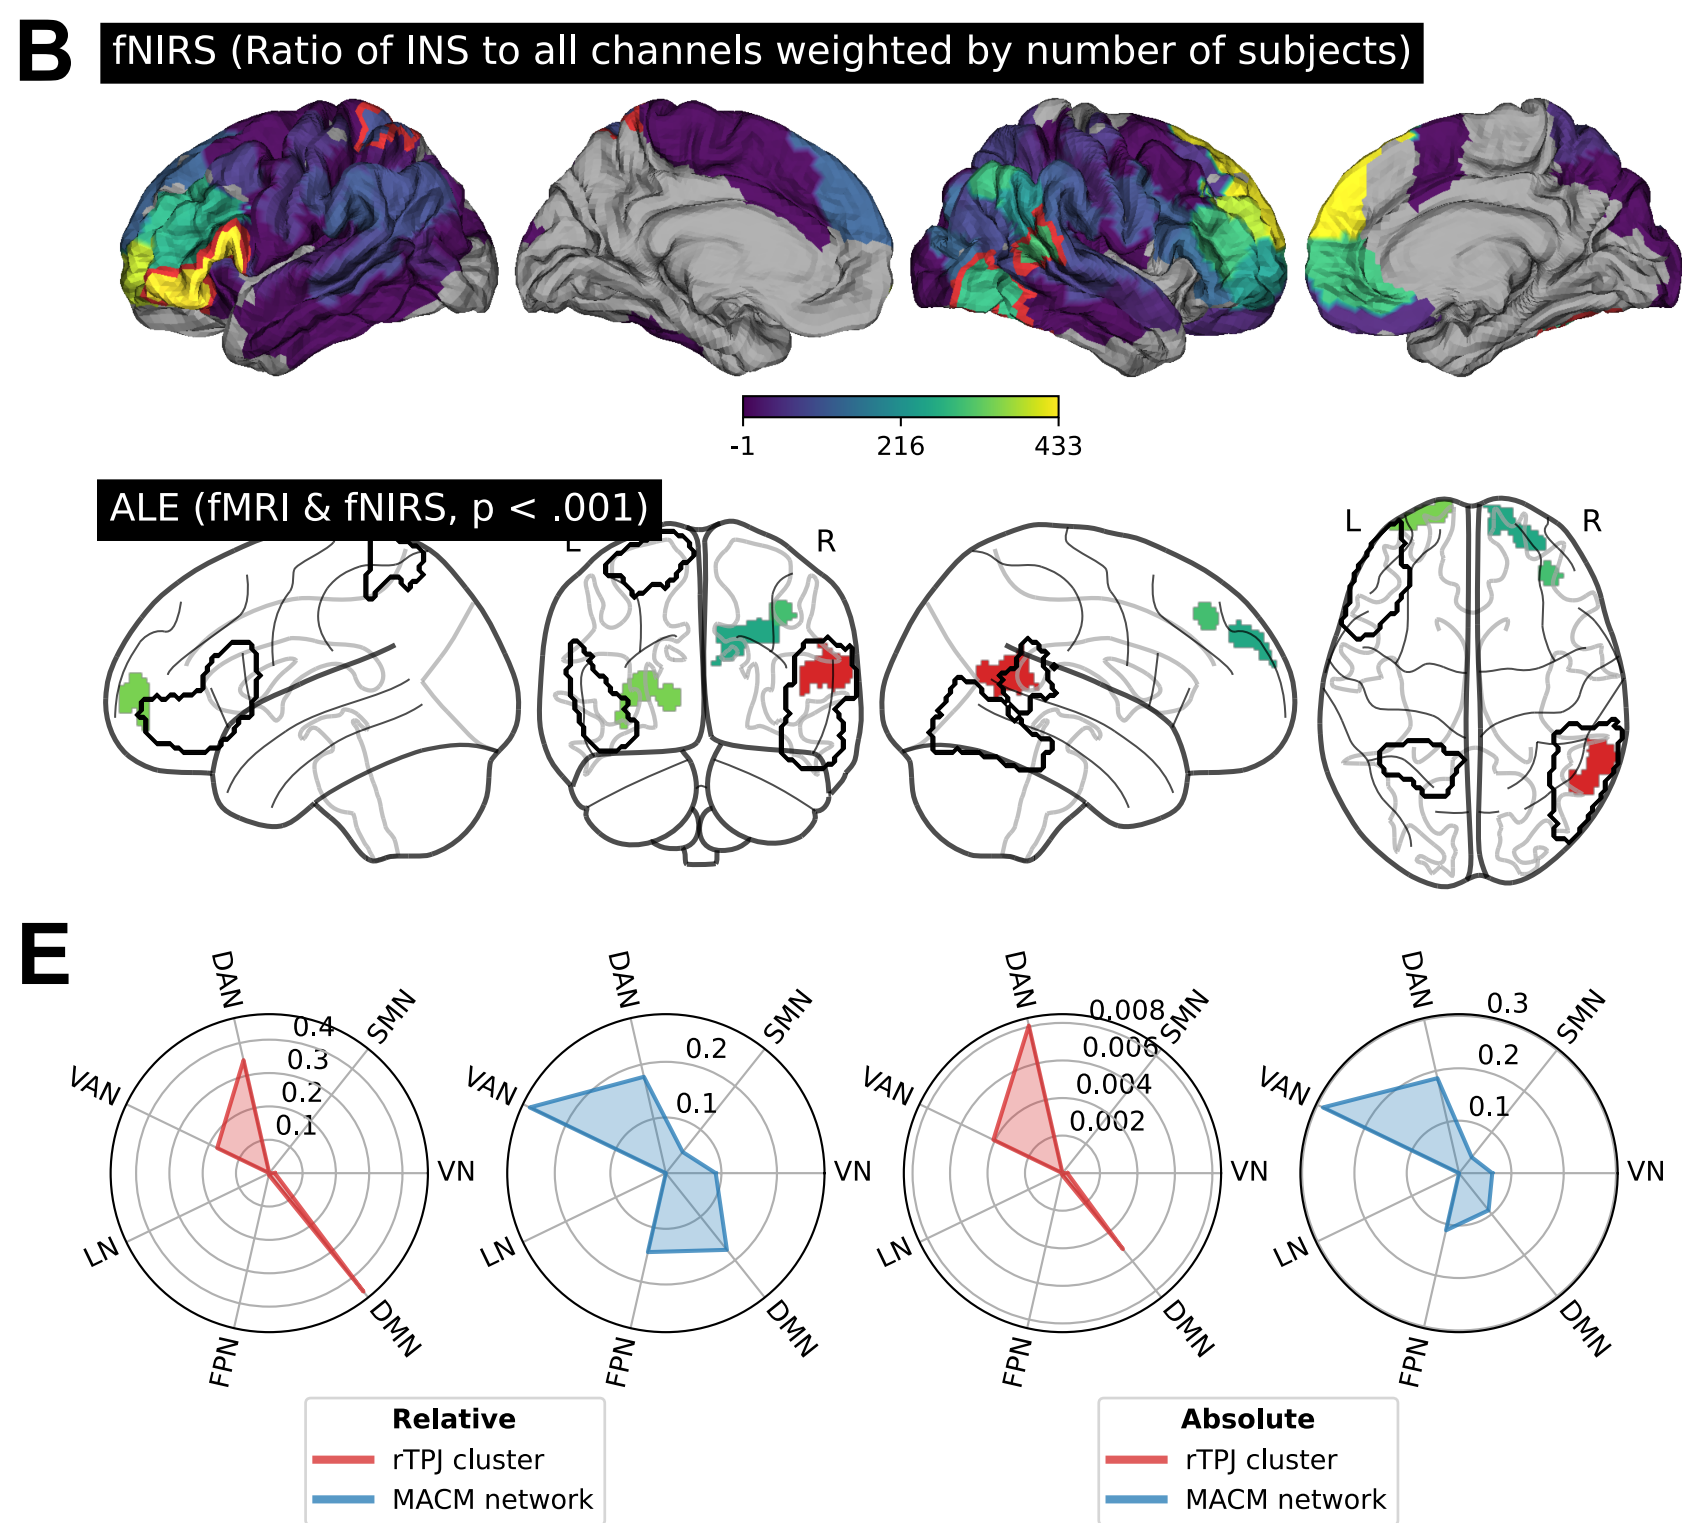 B
fNIRS (Ratio of INS to all channels weighted by number of subjects)
-1 216 433
ALE (fMRI & fNIRS, p < .001)
L R
L R
E
DAN SMN VAN VN LN FPN DMN
0.4
0.3
0.2
0.1
DAN SMN VAN VN LN FPN DMN
0.2
0.1
DAN SMN VAN VN LN FPN DMN
0.008
0.006
0.004
0.002
DAN SMN VAN VN LN FPN DMN
0.3
0.2
0.1
Relative
rTPJ cluster
MACM network
Absolute
rTPJ cluster
MACM network